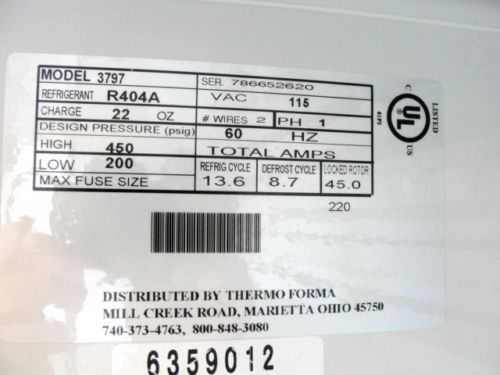 MODEL 3797
SER. 786652620
REFRIGERANT R404A
VAC 115
CHARGE 22 OZ
# WIRES 2 PH 1
DESIGN PRESSURE (psig)
60 HZ
HIGH 450
TOTAL AMPS
LOW 200
REFRIG CYCLE DEFROST CYCLE LOCKED ROTOR
MAX FUSE SIZE
13.6 8.7 45.0
220
C UL US
LISTED
DISTRIBUTED BY THERMO FORMA
MILL CREEK ROAD, MARIETTA OHIO 45750
740-373-4763, 800-848-3080
6359012